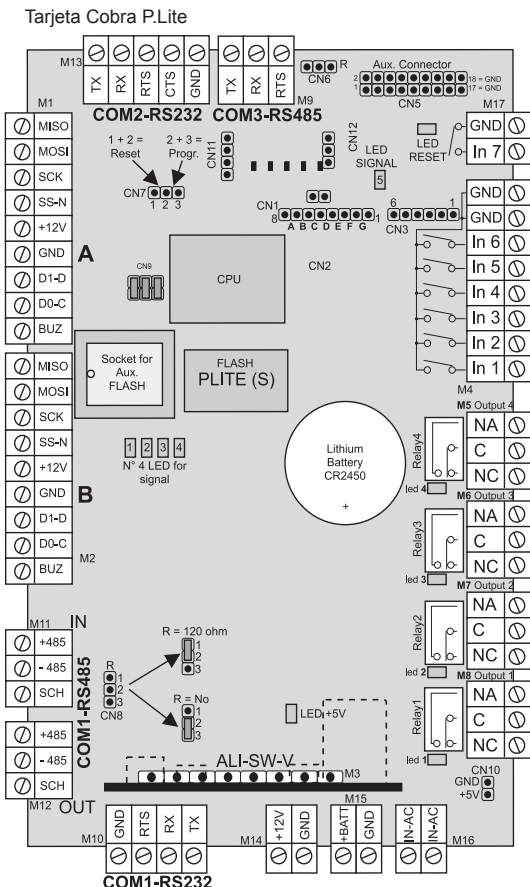 Tarjeta Cobra P.Lite
M13
TX
RX
RTS
CTS
GND
COM2-RS232
TX
RX
RTS
M9
COM3-RS485
R
CN6
Aux. Connector
2
1
18 = GND
17 = GND
CN5
M17
GND
In 7
LED
RESET
LED
SIGNAL
5
CN12
CN11
1 + 2 =
Reset
2 + 3 =
Progr.
CN7
1 2 3
CN1
8
A B C D E F G
1
6
1
CN3
CN2
M1
MISO
MOSI
SCK
SS-N
+12V
GND
D1-D
D0-C
BUZ
A
CN9
CPU
GND
GND
In 6
In 5
In 4
In 3
In 2
In 1
M4
Socket for
Aux.
FLASH
FLASH
PLITE (S)
MISO
MOSI
SCK
SS-N
+12V
GND
D1-D
D0-C
BUZ
B
M2
1 2 3 4
N° 4 LED for
signal
Lithium
Battery
CR2450
+
M5 Output 4
Relay4
led 4
NA
C
NC
M6 Output 3
Relay3
led 3
NA
C
NC
M7 Output 2
Relay2
led 2
NA
C
NC
M8 Output 1
Relay1
led 1
NA
C
NC
M11
IN
+485
- 485
SCH
COM1-RS485
R
1
2
3
CN8
R = 120 ohm
1
2
3
R = No
1
2
3
LED +5V
+485
- 485
SCH
M12
OUT
ALI-SW-V
M3
CN10
GND
+5V
M10
GND
RTS
RX
TX
COM1-RS232
M14
+12V
GND
M15
+BATT
GND
IN-AC
IN-AC
M16